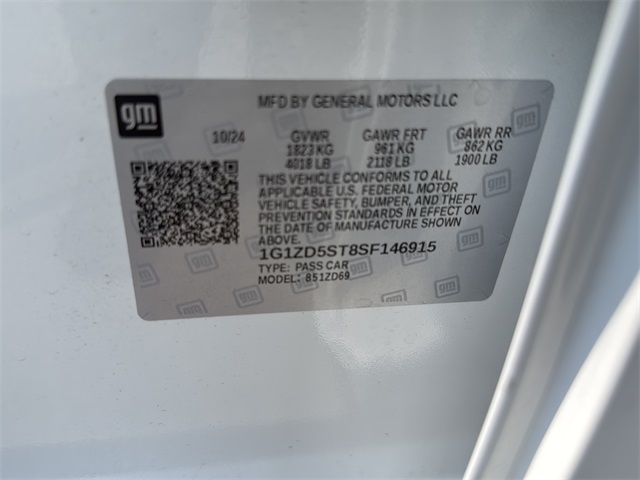 gm
MFD BY GENERAL MOTORS LLC
10/24 GVWR GAWR FRT GAWR RR
1823 KG 961 KG 862 KG
4018 LB 2118 LB 1900 LB
THIS VEHICLE CONFORMS TO ALL
APPLICABLE U.S. FEDERAL MOTOR
VEHICLE SAFETY, BUMPER, AND THEFT
PREVENTION STANDARDS IN EFFECT ON
THE DATE OF MANUFACTURE SHOWN
ABOVE.
1G1ZD5ST8SF146915
TYPE: PASS CAR
MODEL: 851ZD69